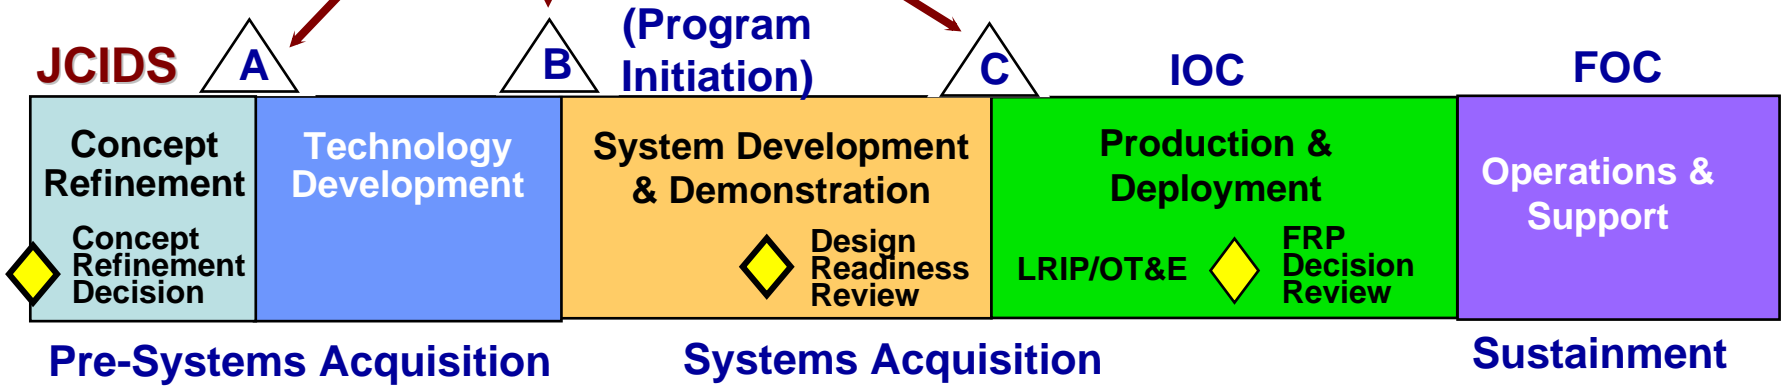 JCIDS
A
B
(Program
Initiation)
C
IOC
FOC
Concept
Refinement
Concept
Refinement
Decision
Technology
Development
System Development
& Demonstration
Design
Readiness
Review
Production &
Deployment
LRIP/OT&E
FRP
Decision
Review
Operations &
Support
Pre-Systems Acquisition
Systems Acquisition
Sustainment